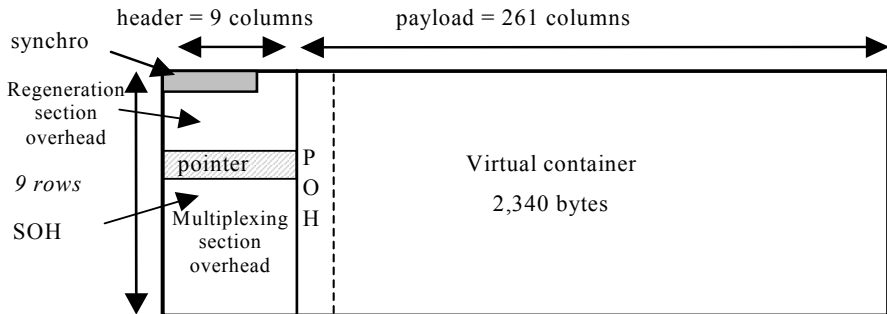 header = 9 columns
payload = 261 columns
synchro
Regeneration
section
overhead
pointer
9 rows
SOH
Multiplexing
section
overhead
P
O
H
Virtual container
2,340 bytes